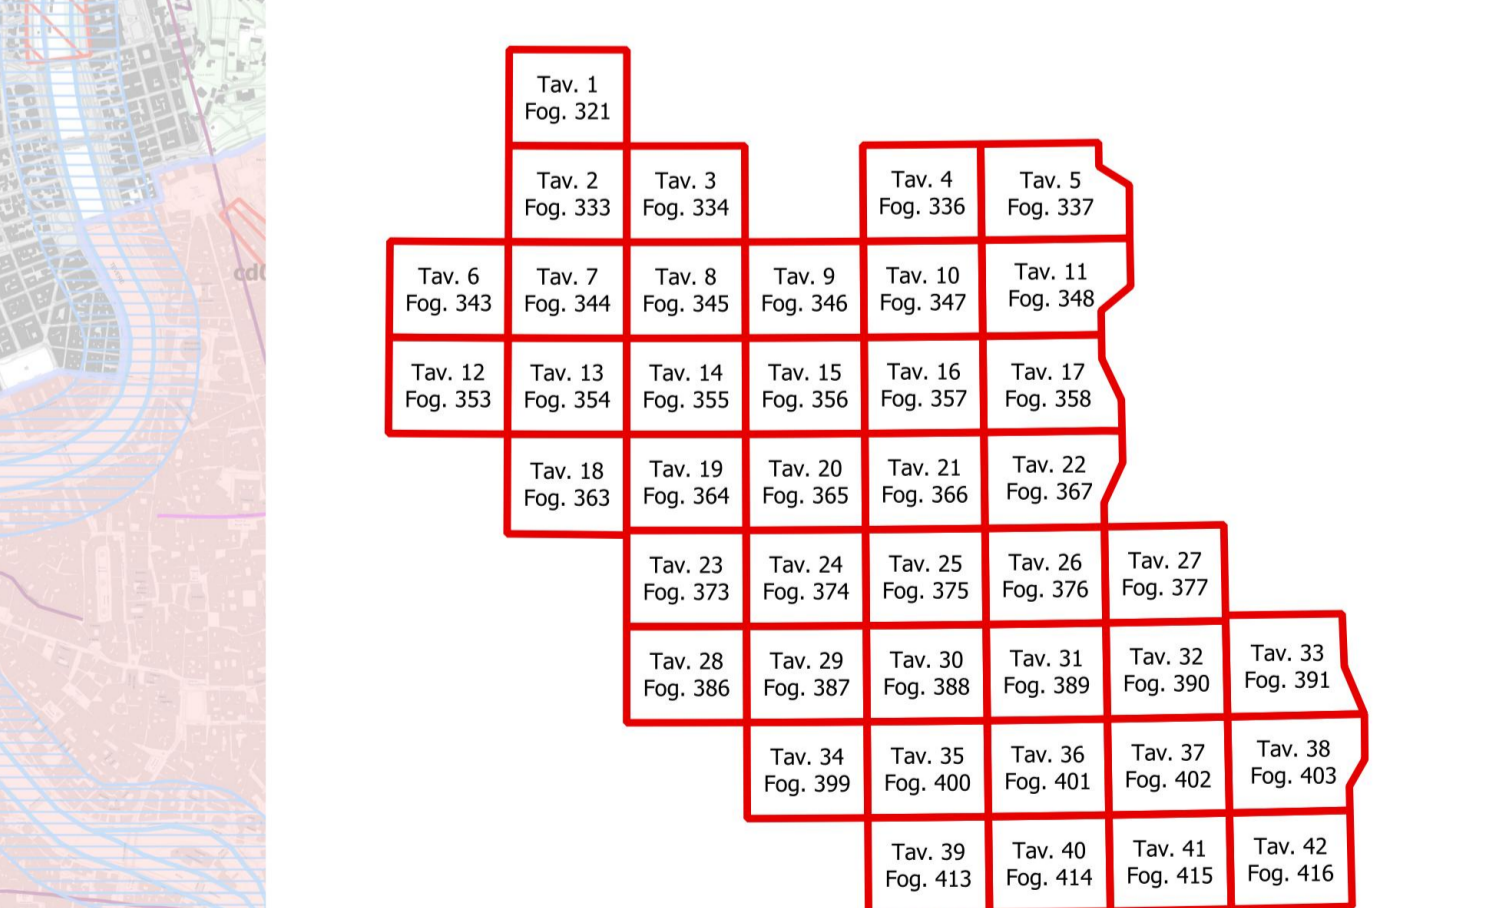 Tav. 1
Fog. 321
Tav. 2
Fog. 333
Tav. 3
Fog. 334
Tav. 4
Fog. 336
Tav. 5
Fog. 337
Tav. 6
Fog. 343
Tav. 7
Fog. 344
Tav. 8
Fog. 345
Tav. 9
Fog. 346
Tav. 10
Fog. 347
Tav. 11
Fog. 348
Tav. 12
Fog. 353
Tav. 13
Fog. 354
Tav. 14
Fog. 355
Tav. 15
Fog. 356
Tav. 16
Fog. 357
Tav. 17
Fog. 358
Tav. 18
Fog. 363
Tav. 19
Fog. 364
Tav. 20
Fog. 365
Tav. 21
Fog. 366
Tav. 22
Fog. 367
Tav. 23
Fog. 373
Tav. 24
Fog. 374
Tav. 25
Fog. 375
Tav. 26
Fog. 376
Tav. 27
Fog. 377
Tav. 28
Fog. 386
Tav. 29
Fog. 387
Tav. 30
Fog. 388
Tav. 31
Fog. 389
Tav. 32
Fog. 390
Tav. 33
Fog. 391
Tav. 34
Fog. 399
Tav. 35
Fog. 400
Tav. 36
Fog. 401
Tav. 37
Fog. 402
Tav. 38
Fog. 403
Tav. 39
Fog. 413
Tav. 40
Fog. 414
Tav. 41
Fog. 415
Tav. 42
Fog. 416